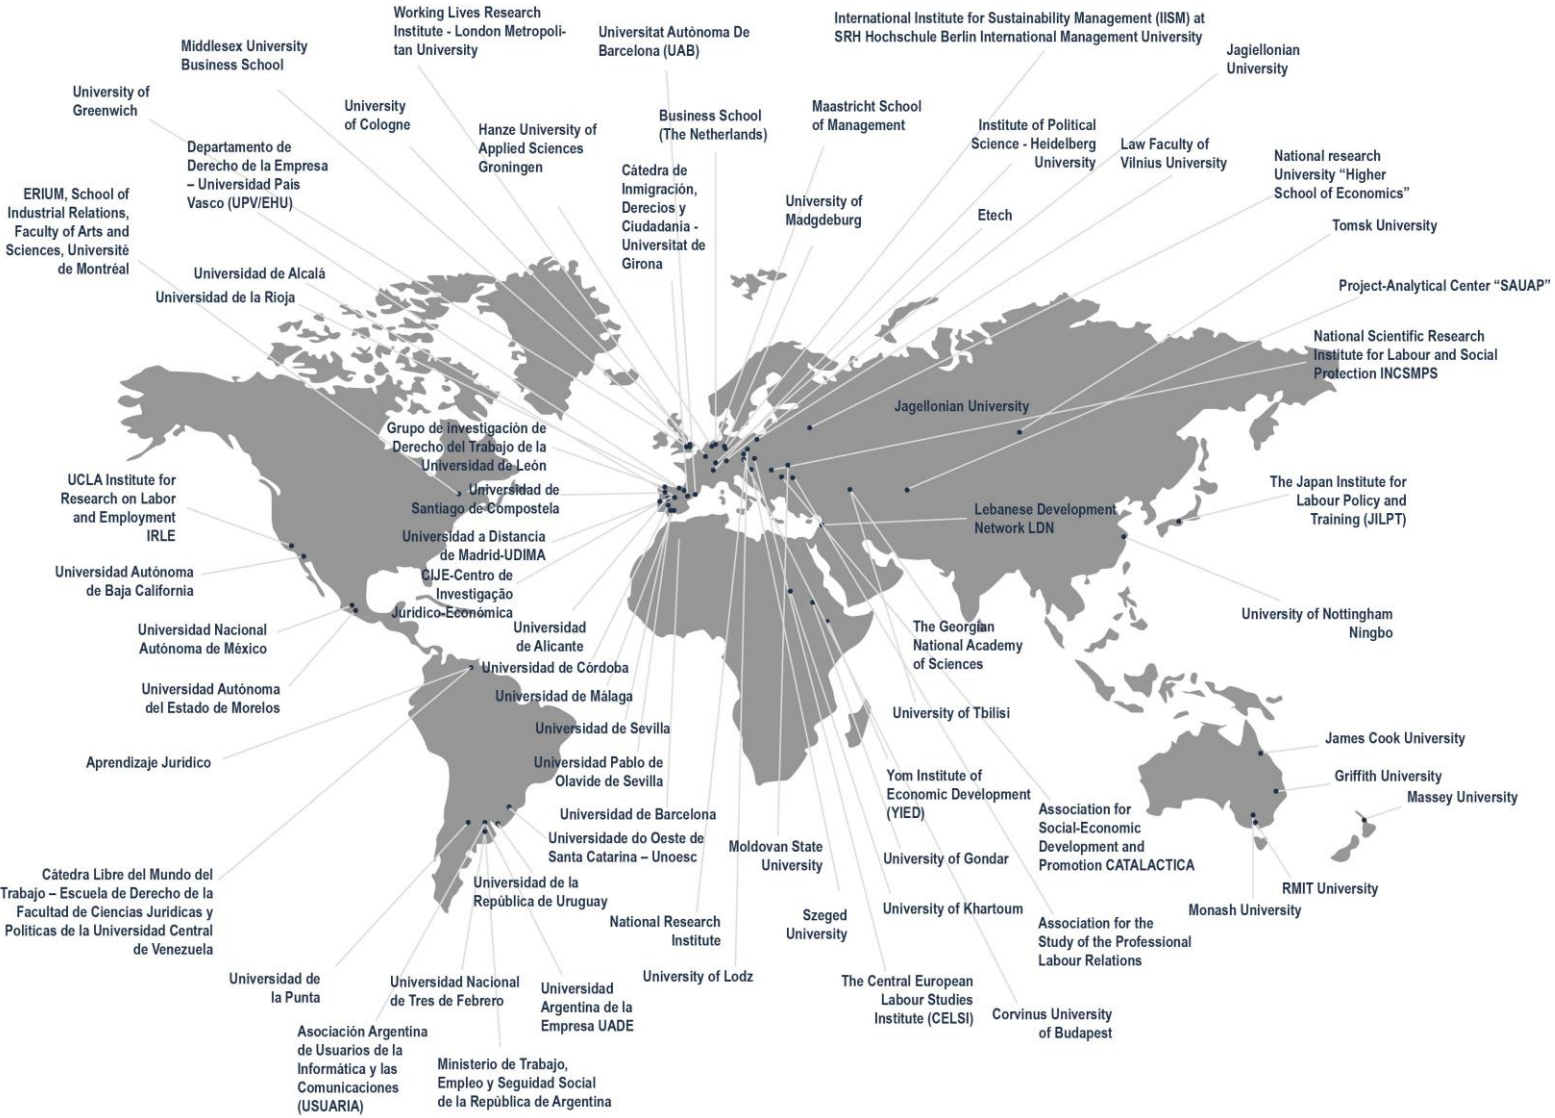 Working Lives Research
Institute - London Metropoli-
tan University
Universitat Autònoma De
Barcelona (UAB)
International Institute for Sustainability Management (IISM) at
SRH Hochschule Berlin International Management University
Middlesex University
Business School
Jagiellonian
University
University of
Greenwich
University
of Cologne
Hanze University of
Applied Sciences
Groningen
Business School
(The Netherlands)
Maastricht School
of Management
Institute of Political
Science - Heidelberg
University
Law Faculty of
Vilnius University
National research
University “Higher
School of Economics”
Departamento de
Derecho de la Empresa
– Universidad País
Vasco (UPV/EHU)
Cátedra de
Inmigración,
Derecios y
Ciudadania -
Universitat de
Girona
ERIUM, School of
Industrial Relations,
Faculty of Arts and
Sciences, Université
de Montréal
University of
Madgdeburg
Etech
Tomsk University
Universidad de Alcalá
Universidad de la Rioja
Project-Analytical Center “SAUAP”
National Scientific Research
Institute for Labour and Social
Protection INCSMPS
Jagellonian University
Grupo de investigación de
Derecho del Trabajo de la
Universidad de León
UCLA Institute for
Research on Labor
and Employment
IRLE
Universidad de
Santiago de Compostela
The Japan Institute for
Labour Policy and
Training (JILPT)
Lebanese Development
Network LDN
Universidad a Distancia
de Madrid-UDIMA
Universidad Autónoma
de Baja California
CIJE-Centro de
Investigação
Jurídico-Económica
University of Nottingham
Ningbo
Universidad Nacional
Autónoma de México
Universidad
de Alicante
The Georgian
National Academy
of Sciences
Universidad de Córdoba
Universidad Autónoma
del Estado de Morelos
Universidad de Málaga
University of Tbilisi
Universidad de Sevilla
James Cook University
Aprendizaje Juridico
Universidad Pablo de
Olavide de Sevilla
Yom Institute of
Economic Development
(YIED)
Griffith University
Massey University
Universidad de Barcelona
Association for
Social-Economic
Development and
Promotion CATALACTICA
Universidade do Oeste de
Santa Catarina – Unoesc
Moldovan State
University
University of Gondar
Cátedra Libre del Mundo del
Trabajo – Escuela de Derecho de la
Facultad de Ciencias Juridicas y
Politicas de la Universidad Central
de Venezuela
Universidad de la
República de Uruguay
RMIT University
Monash University
National Research
Institute
Szeged
University
University of Khartoum
Association for the
Study of the Professional
Labour Relations
Universidad de
la Punta
Universidad Nacional
de Tres de Febrero
Universidad
Argentina de la
Empresa UADE
University of Lodz
The Central European
Labour Studies
Institute (CELSI)
Corvinus University
of Budapest
Asociación Argentina
de Usuarios de la
Informática y las
Comunicaciones
(USUARIA)
Ministerio de Trabajo,
Empleo y Seguidad Social
de la República de Argentina